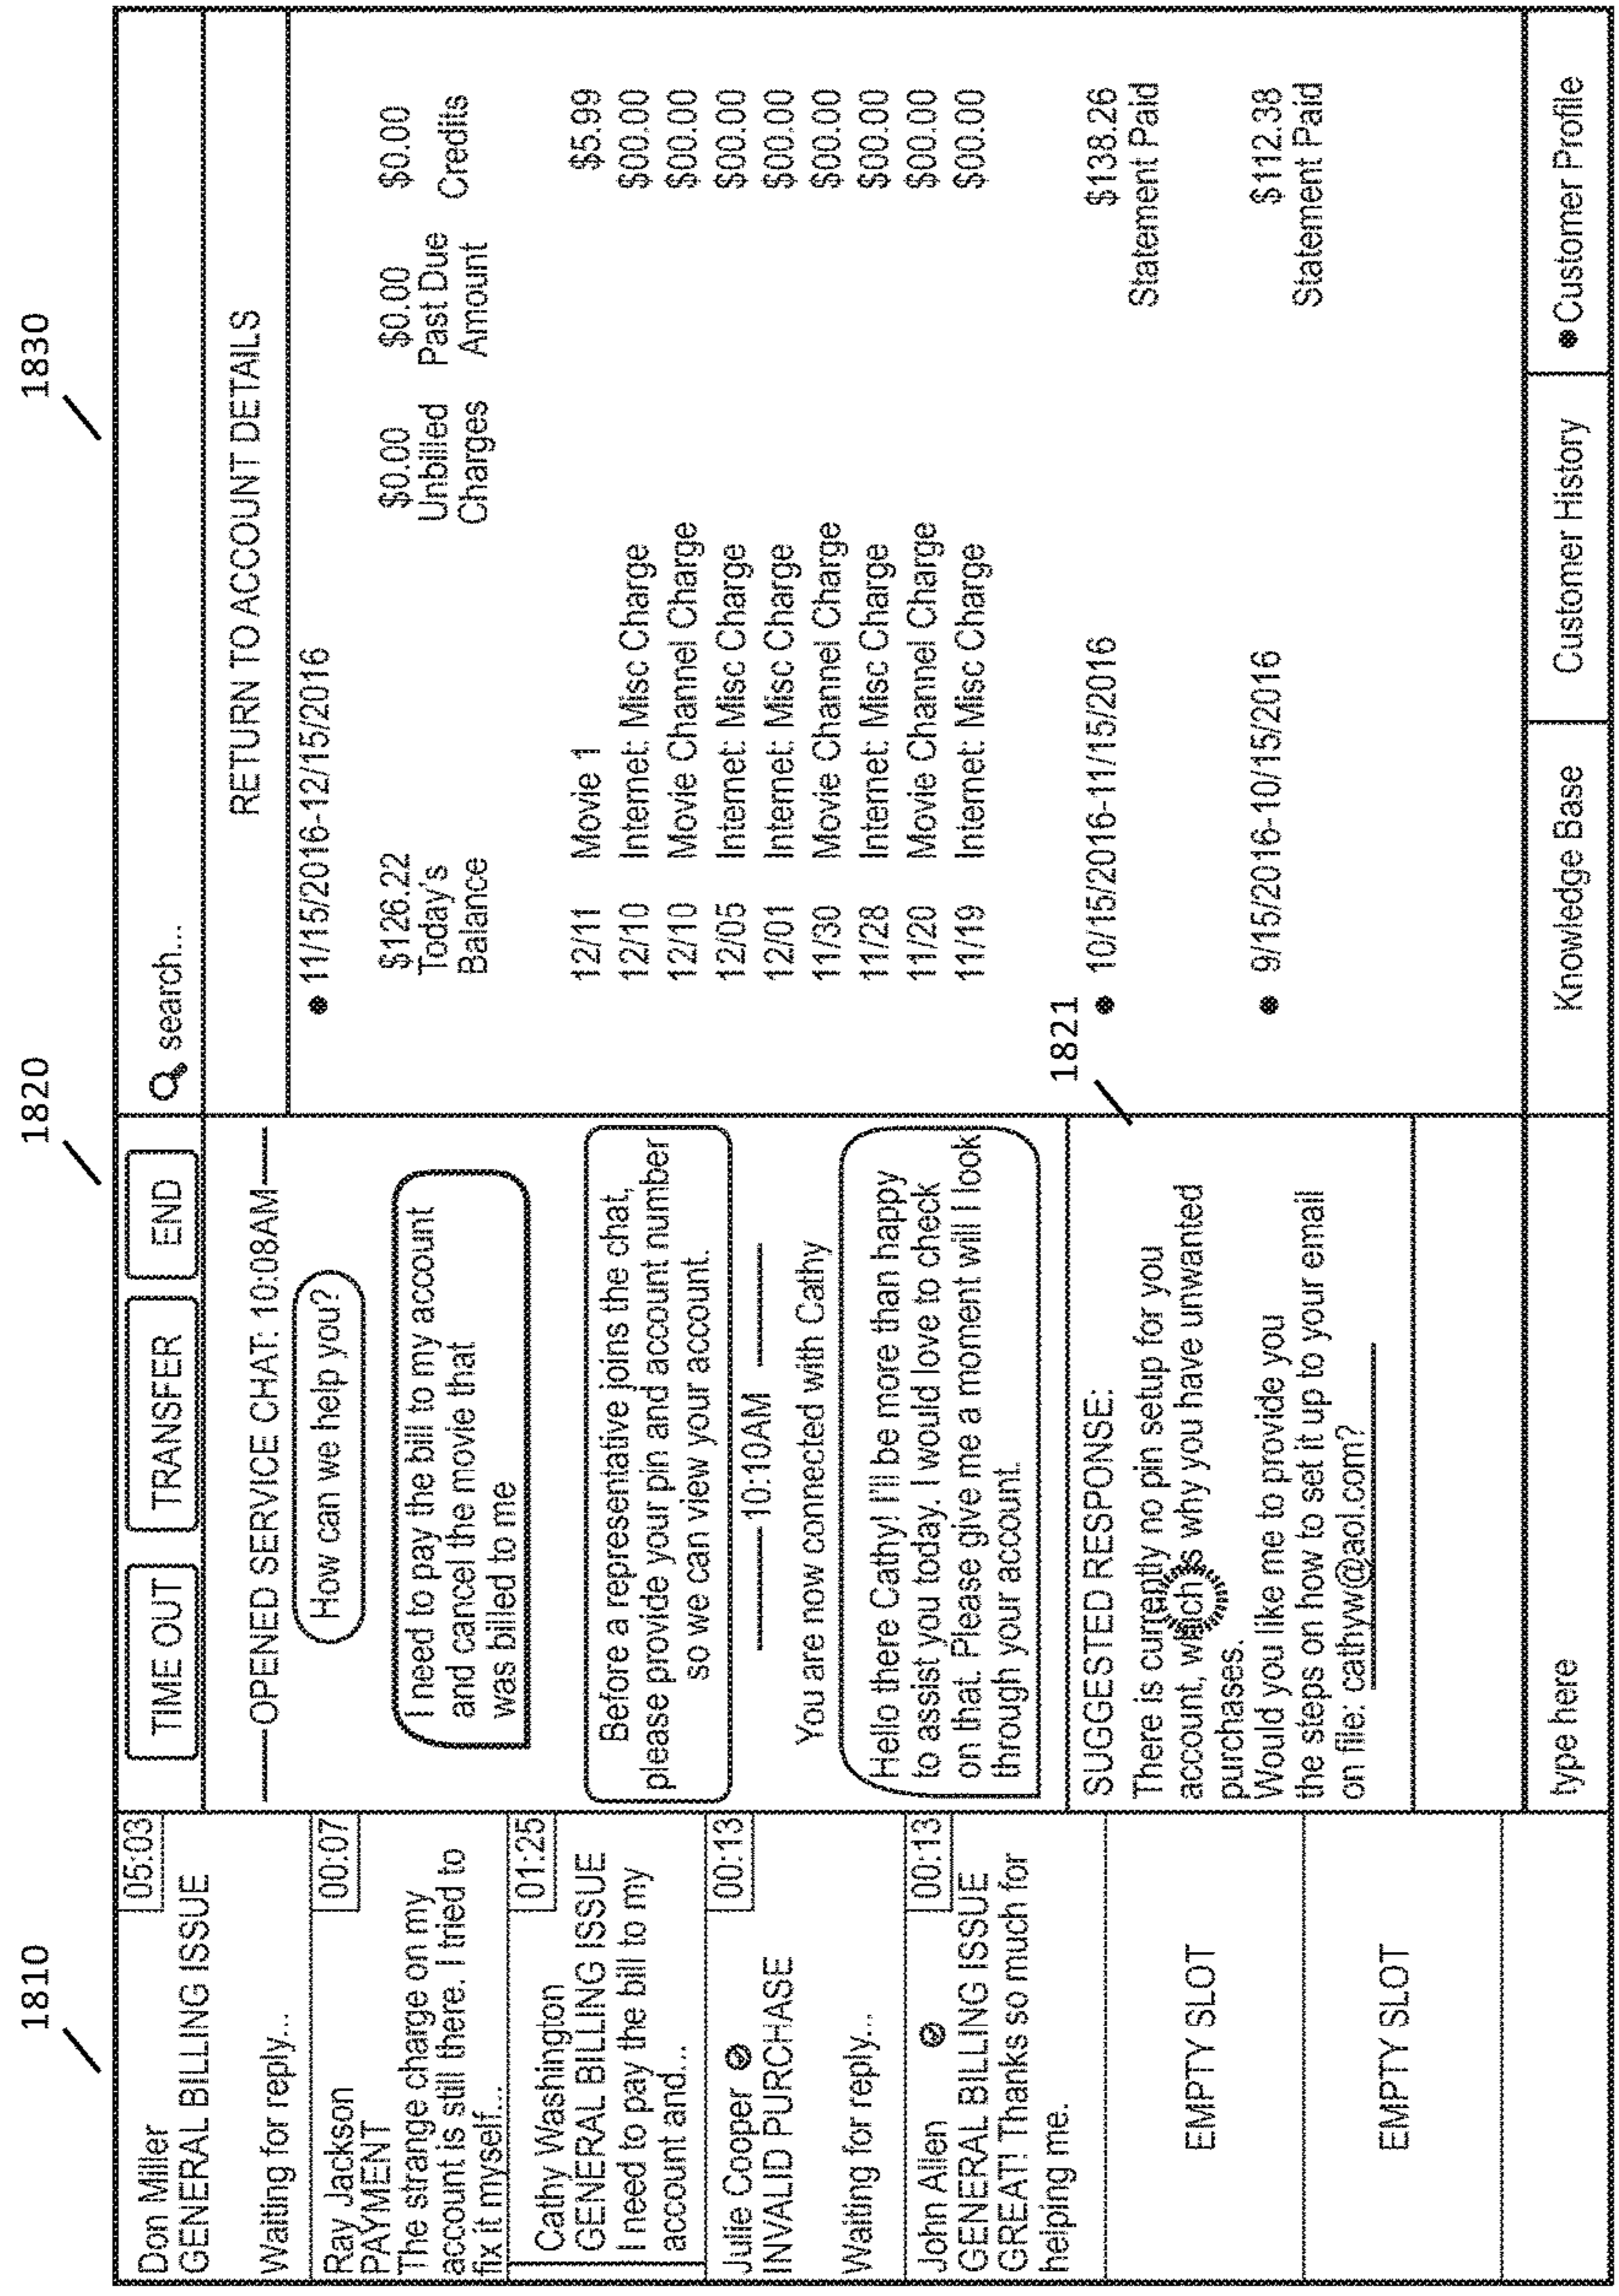 1810
1820
1830
Don Miller
05:03
GENERAL BILLING ISSUE
Waiting for reply...
Ray Jackson
00:07
PAYMENT
The strange charge on my
account is still there. I tried to
fix it myself...
Cathy Washington
01:25
GENERAL BILLING ISSUE
I need to pay the bill to my
account and...
Julie Cooper
00:13
INVALID PURCHASE
Waiting for reply...
John Allen
00:13
GENERAL BILLING ISSUE
GREAT! Thanks so much for
helping me.
EMPTY SLOT
EMPTY SLOT
TIME OUT
TRANSFER
END
OPENED SERVICE CHAT: 10:08AM
How can we help you?
I need to pay the bill to my account
and cancel the movie that
was billed to me
Before a representative joins the chat,
please provide your pin and account number
so we can view your account.
10:10AM
You are now connected with Cathy
Hello there Cathy! I'll be more than happy
to assist you today. I would love to check
on that. Please give me a moment will I look
through your account.
1821
SUGGESTED RESPONSE:
There is currently no pin setup for you
account, which is why you have unwanted
purchases.
Would you like me to provide you
the steps on how to set it up to your email
on file: cathyw@aol.com?
type here
search...
RETURN TO ACCOUNT DETAILS
● 11/15/2016-12/15/2016
$126.22 $0.00 $0.00 $0.00
Today's Unbilled Past Due Credits
Balance Charges Amount
12/11 Movie 1 $5.99
12/10 Internet: Misc Charge $00.00
12/10 Movie Channel Charge $00.00
12/05 Internet: Misc Charge $00.00
12/01 Internet: Misc Charge $00.00
11/30 Movie Channel Charge $00.00
11/28 Internet: Misc Charge $00.00
11/20 Movie Channel Charge $00.00
11/19 Internet: Misc Charge $00.00
● 10/15/2016-11/15/2016 $138.26
Statement Paid
● 9/15/2016-10/15/2016 $112.38
Statement Paid
Knowledge Base
Customer History
● Customer Profile